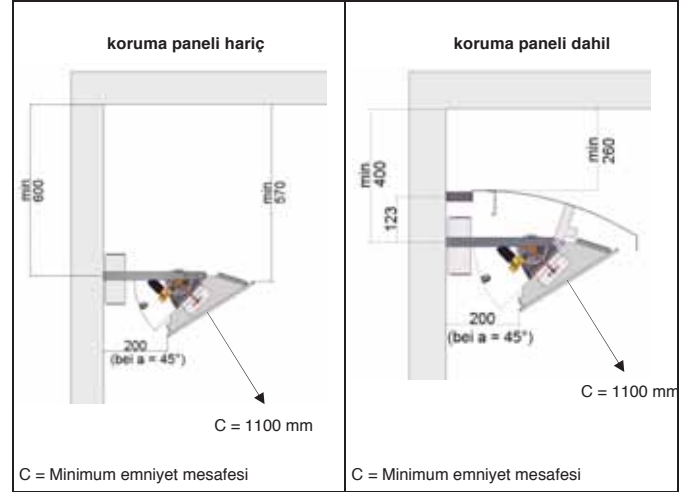 koruma paneli hariç
min
600
min
570
200
(bei a = 45°)
C = 1100 mm
C = Minimum emniyet mesafesi
koruma paneli dahil
min
400
123
min
260
200
(bei a = 45°)
C = 1100 mm
C = Minimum emniyet mesafesi